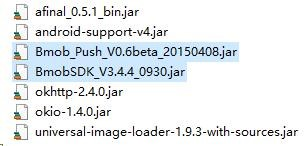 afinal_0.5.1_bin.jar
android-support-v4.jar
Bmob_Push_V0.6beta_20150408.jar
BmobSDK_V3.4.4_0930.jar
okhttp-2.4.0.jar
okio-1.4.0.jar
universal-image-loader-1.9.3-with-sources.jar